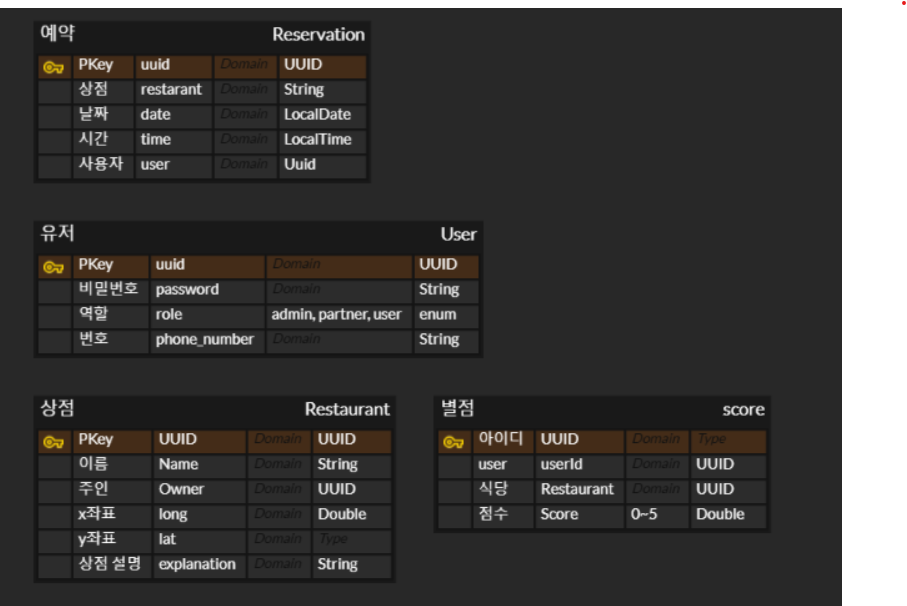 예약 Reservation
PKey uuid Domain UUID
상점 restarant Domain String
날짜 date Domain LocalDate
시간 time Domain LocalTime
사용자 user Domain Uuid
유저 User
PKey uuid Domain UUID
비밀번호 password Domain String
역할 role admin, partner, user enum
번호 phone_number Domain String
상점 Restaurant
PKey UUID Domain UUID
이름 Name Domain String
주인 Owner Domain UUID
x좌표 long Domain Double
y좌표 lat Domain Type
상점 설명 explanation Domain String
별점 score
아이디 UUID Domain Type
user userId Domain UUID
식당 Restaurant Domain UUID
점수 Score 0~5 Double